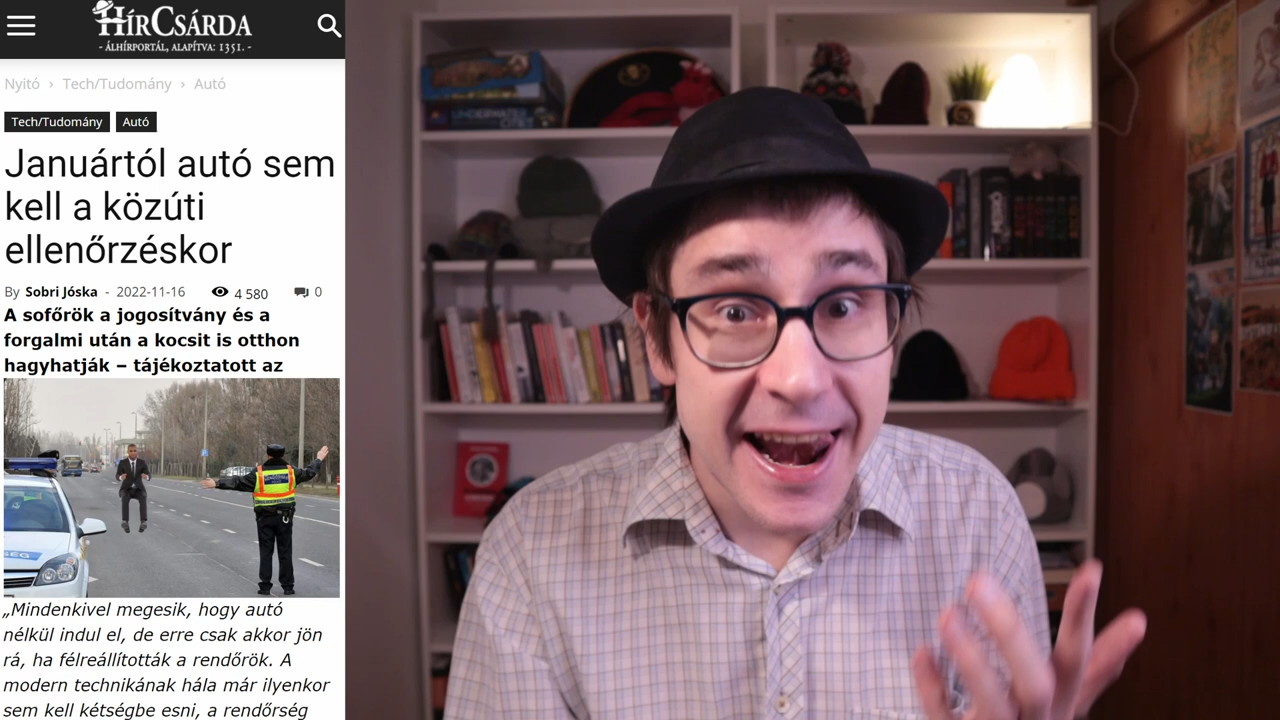 HírCsárda
- ÁLHÍRPORTÁL, ALAPÍTVA: 1351. -
Nyitó › Tech/Tudomány › Autó
Tech/Tudomány Autó
Januártól autó sem
kell a közúti
ellenőrzéskor
By Sobri Jóska - 2022-11-16 4 580 0
A sofőrök a jogosítvány és a
forgalmi után a kocsit is otthon
hagyhatják – tájékoztatott az
„Mindenkivel megesik, hogy autó
nélkül indul el, de erre csak akkor jön
rá, ha félreállították a rendőrök. A
modern technikának hála már ilyenkor
sem kell kétségbe esni, a rendőrség